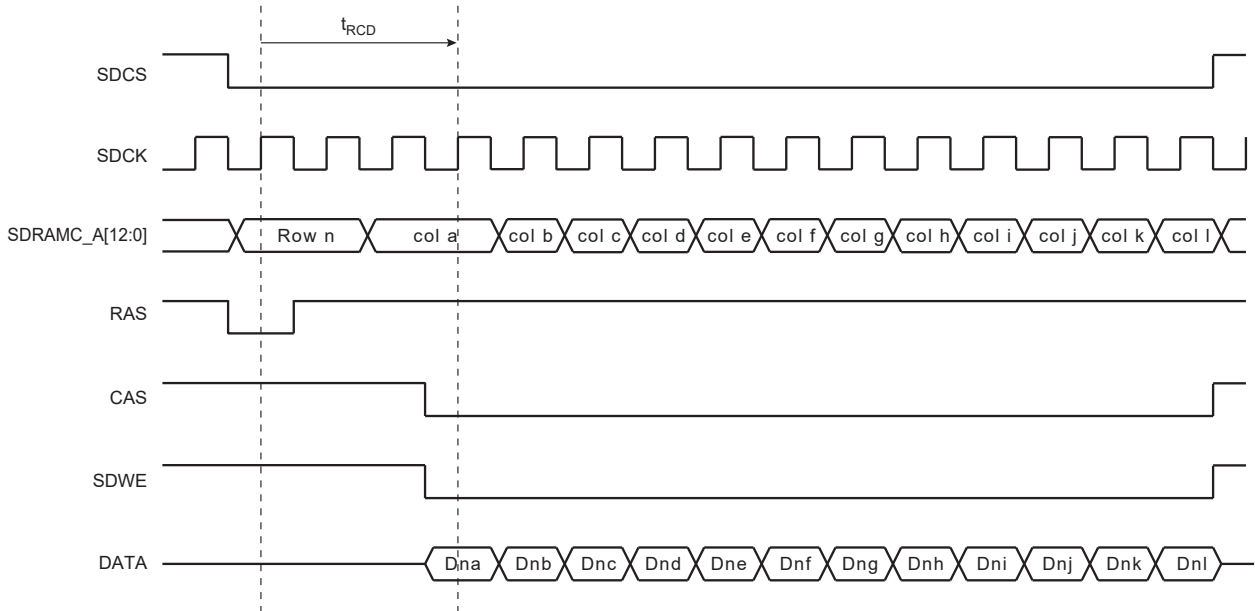 tRCD
SDCS
SDCK
SDRAMC_A[12:0] Row n col a col b col c col d col e col f col g col h col i col j col k col l
RAS
CAS
SDWE
DATA Dna Dnb Dnc Dnd Dne Dnf Dng Dnh Dni Dnj Dnk Dnl